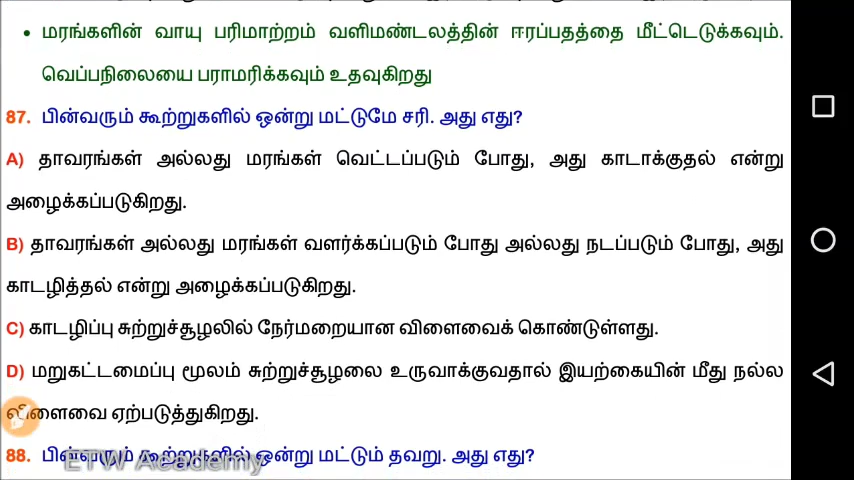 • மரங்களின் வாயு பரிமாற்றம் வளிமண்டலத்தின் ஈரப்பதத்தை மீட்டெடுக்கவும்.
வெப்பநிலையை பராமரிக்கவும் உதவுகிறது
87. பின்வரும் கூற்றுகளில் ஒன்று மட்டுமே சரி. அது எது?
A) தாவரங்கள் அல்லது மரங்கள் வெட்டப்படும் போது, அது காடாக்குதல் என்று
அழைக்கப்படுகிறது.
B) தாவரங்கள் அல்லது மரங்கள் வளர்க்கப்படும் போது அல்லது நடப்படும் போது, அது
காடழித்தல் என்று அழைக்கப்படுகிறது.
C) காடழிப்பு சுற்றுச்சூழலில் நேர்மறையான விளைவைக் கொண்டுள்ளது.
D) மறுகட்டமைப்பு மூலம் சுற்றுச்சூழலை உருவாக்குவதால் இயற்கையின் மீது நல்ல
விளைவை ஏற்படுத்துகிறது.
88. பின்வரும் கூற்றுகளில் ஒன்று மட்டும் தவறு. அது எது?
ETW Academy